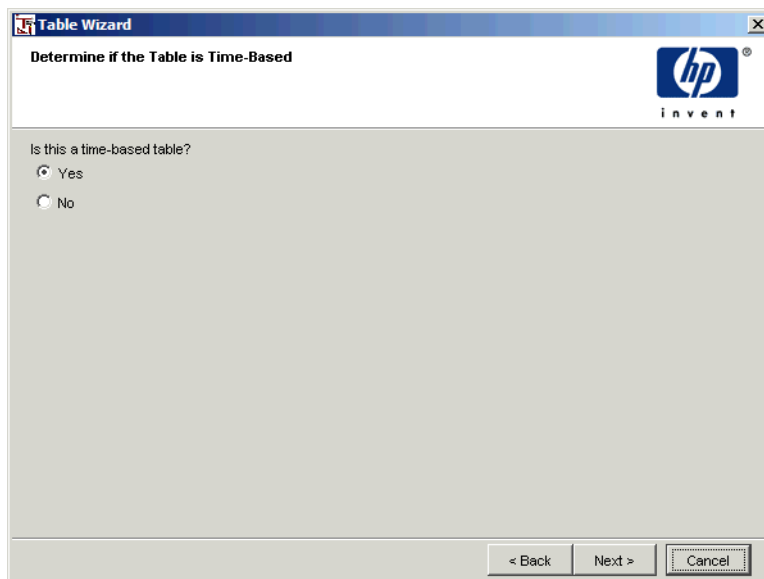 Table Wizard
Determine if the Table is Time-Based
hp
®
invent
Is this a time-based table?
Yes
No
< Back
Next >
Cancel